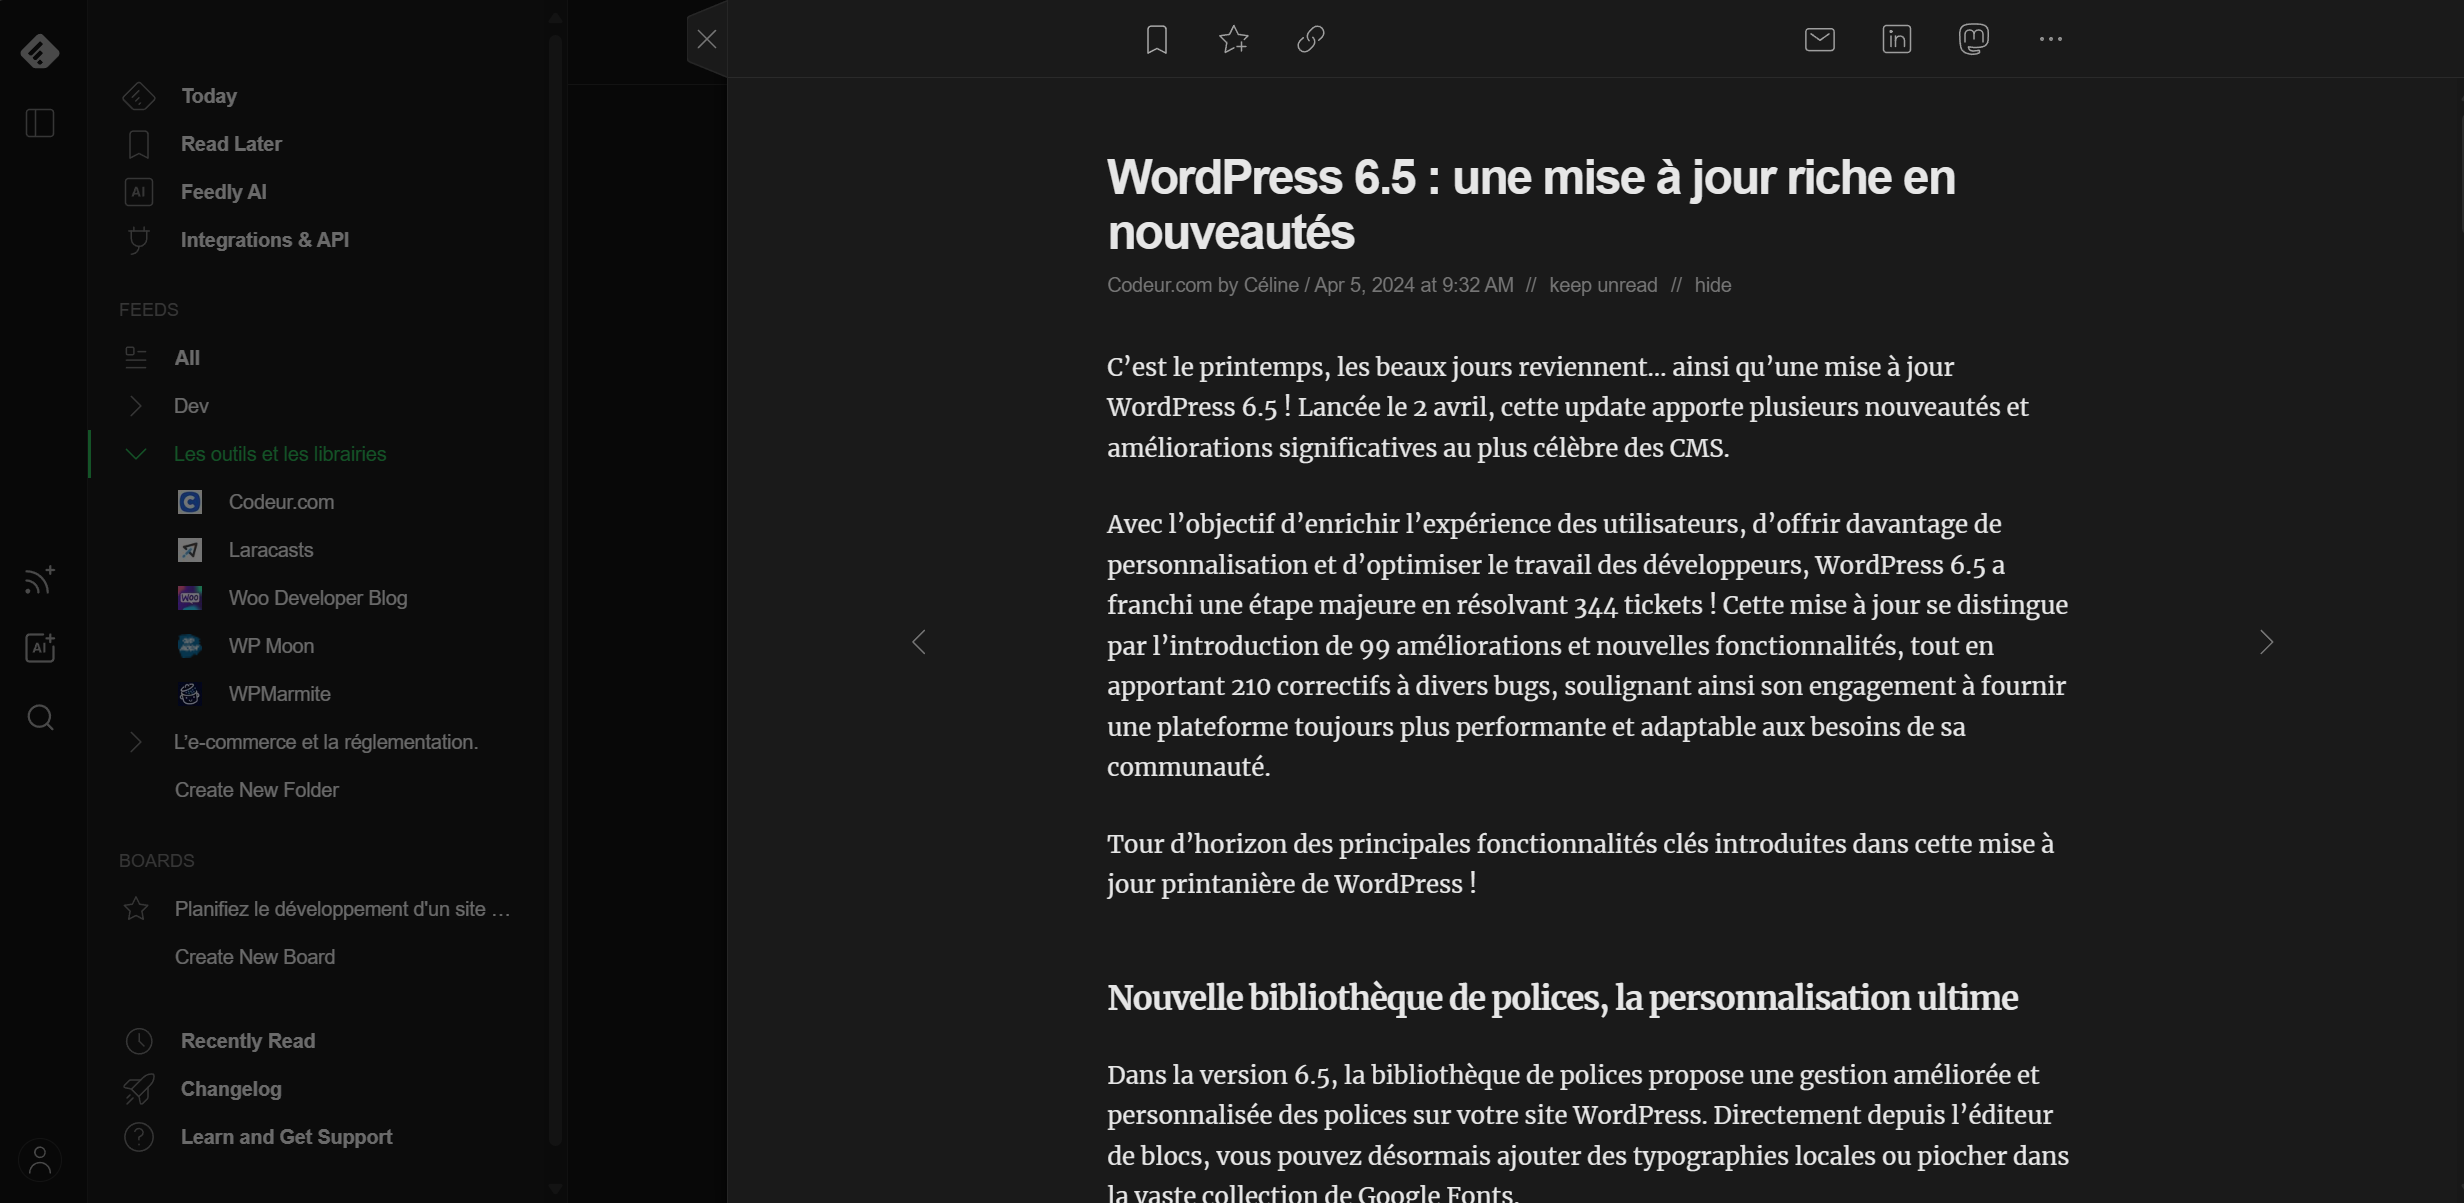 Today
Read Later
AI
Feedly AI
Integrations & API
FEEDS
All
Dev
Les outils et les librairies
Codeur.com
Laracasts
Woo Developer Blog
WP Moon
WPMarmite
L'e-commerce et la réglementation.
Create New Folder
BOARDS
Planifiez le développement d'un site …
Create New Board
Recently Read
Changelog
Learn and Get Support
WordPress 6.5 : une mise à jour riche en
nouveautés
Codeur.com by Céline / Apr 5, 2024 at 9:32 AM // keep unread // hide
C’est le printemps, les beaux jours reviennent… ainsi qu’une mise à jour
WordPress 6.5 ! Lancée le 2 avril, cette update apporte plusieurs nouveautés et
améliorations significatives au plus célèbre des CMS.
Avec l’objectif d’enrichir l’expérience des utilisateurs, d’offrir davantage de
personnalisation et d’optimiser le travail des développeurs, WordPress 6.5 a
franchi une étape majeure en résolvant 344 tickets ! Cette mise à jour se distingue
par l’introduction de 99 améliorations et nouvelles fonctionnalités, tout en
apportant 210 correctifs à divers bugs, soulignant ainsi son engagement à fournir
une plateforme toujours plus performante et adaptable aux besoins de sa
communauté.
Tour d’horizon des principales fonctionnalités clés introduites dans cette mise à
jour printanière de WordPress !
Nouvelle bibliothèque de polices, la personnalisation ultime
Dans la version 6.5, la bibliothèque de polices propose une gestion améliorée et
personnalisée des polices sur votre site WordPress. Directement depuis l’éditeur
de blocs, vous pouvez désormais ajouter des typographies locales ou piocher dans
la vaste collection de Google Fonts.